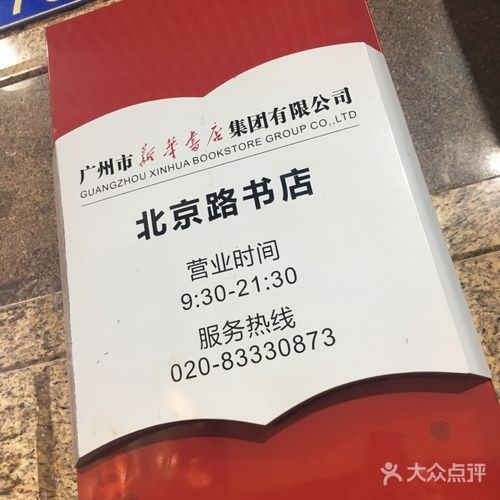 广州市新华书店集团有限公司
GUANGZHOU XINHUA BOOKSTORE GROUP CO.,LTD
北京路书店
营业时间
9:30-21:30
服务热线
020-83330873
大众点评